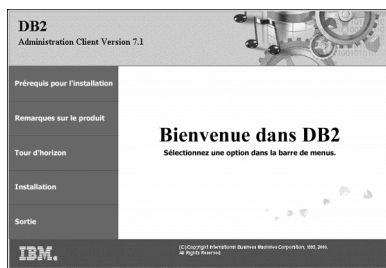 DB2
Administration Client Version 7.1
Prérequis pour l'installation
Remarques sur le produit
Tour d'horizon
Installation
Sortie
Bienvenue dans DB2
Sélectionnez une option dans la barre de menus.
IBM.
(C) Copyright International Business Machines Corporation, 1993, 2000.
All Rights Reserved.